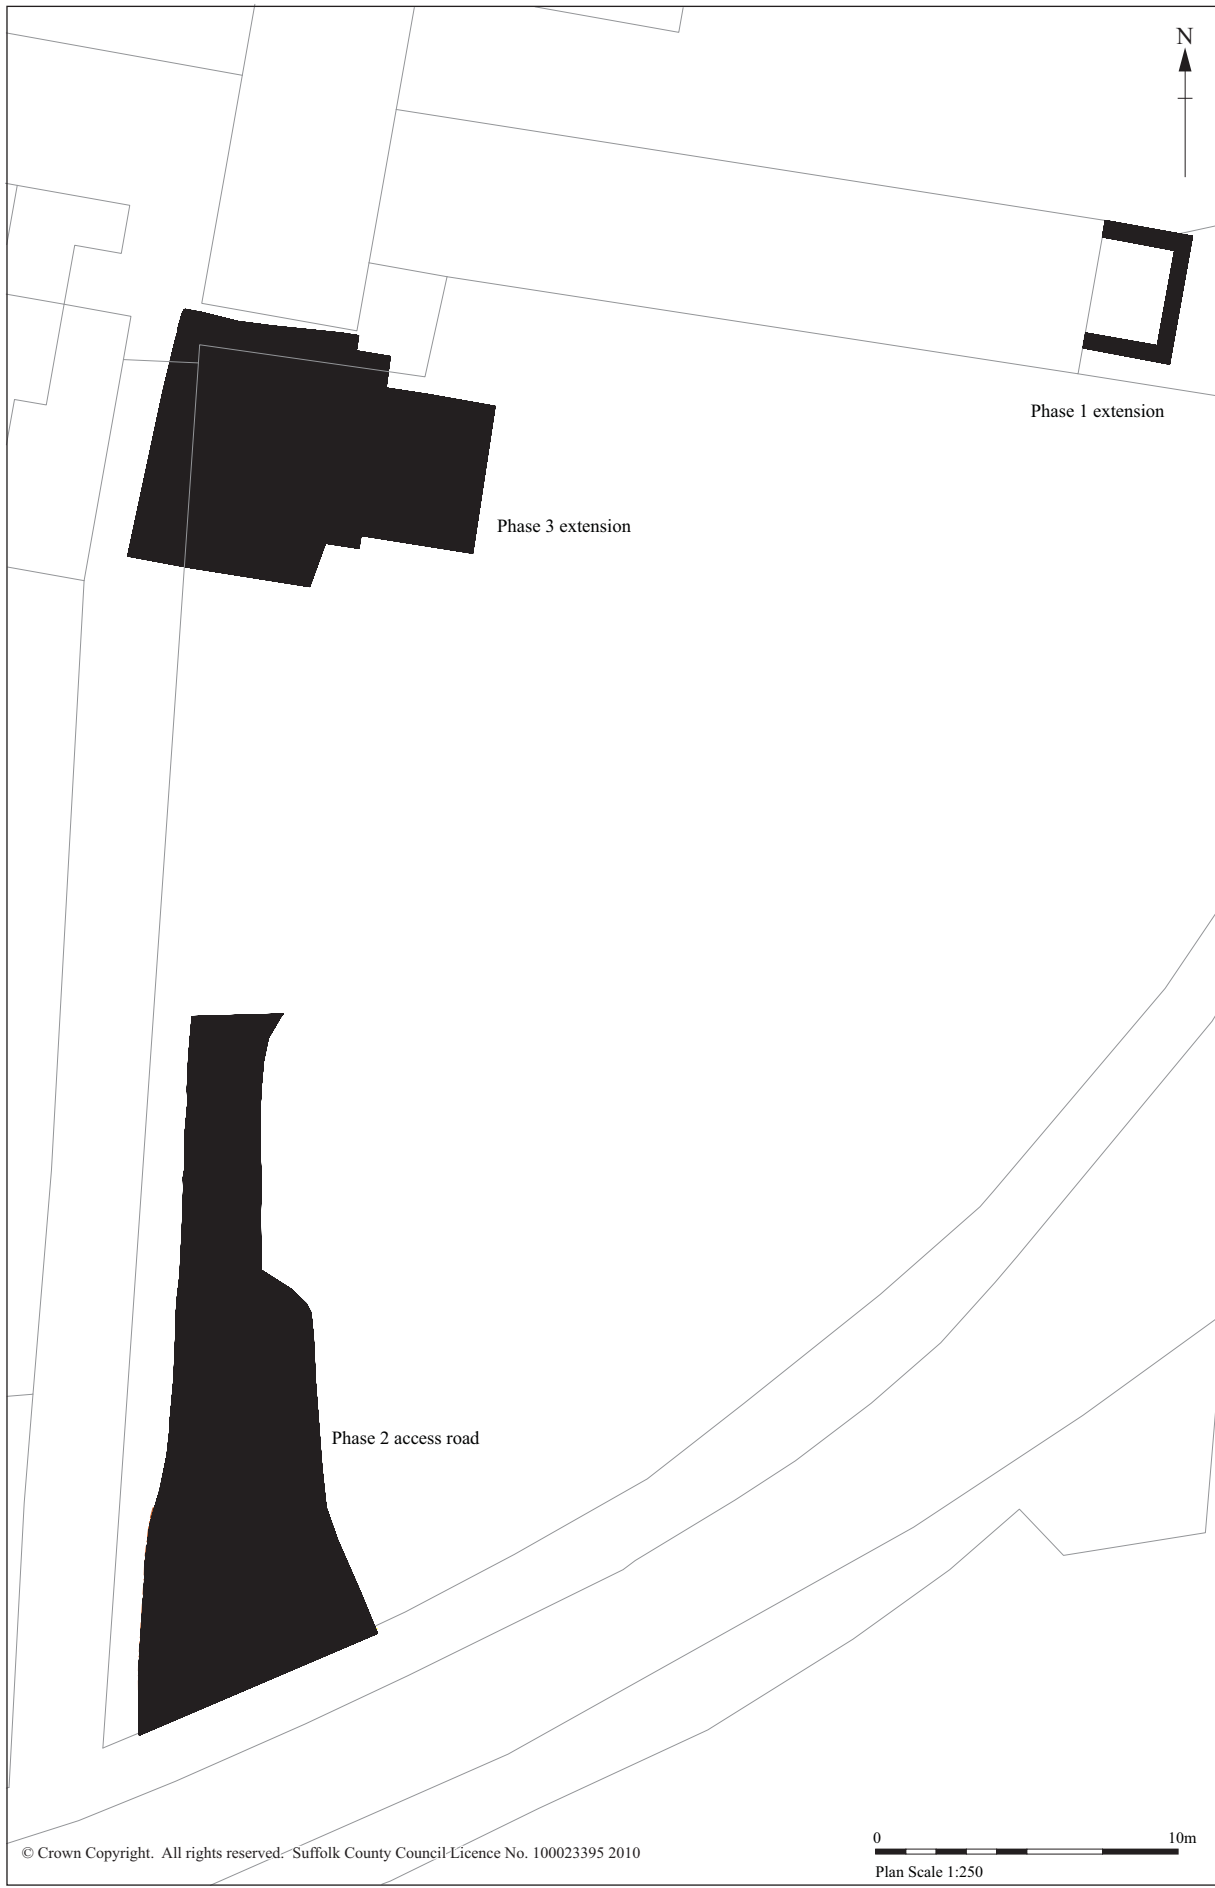 N
Phase 1 extension
Phase 3 extension
Phase 2 access road
0 10m
Plan Scale 1:250
© Crown Copyright. All rights reserved. Suffolk County Council Licence No. 100023395 2010